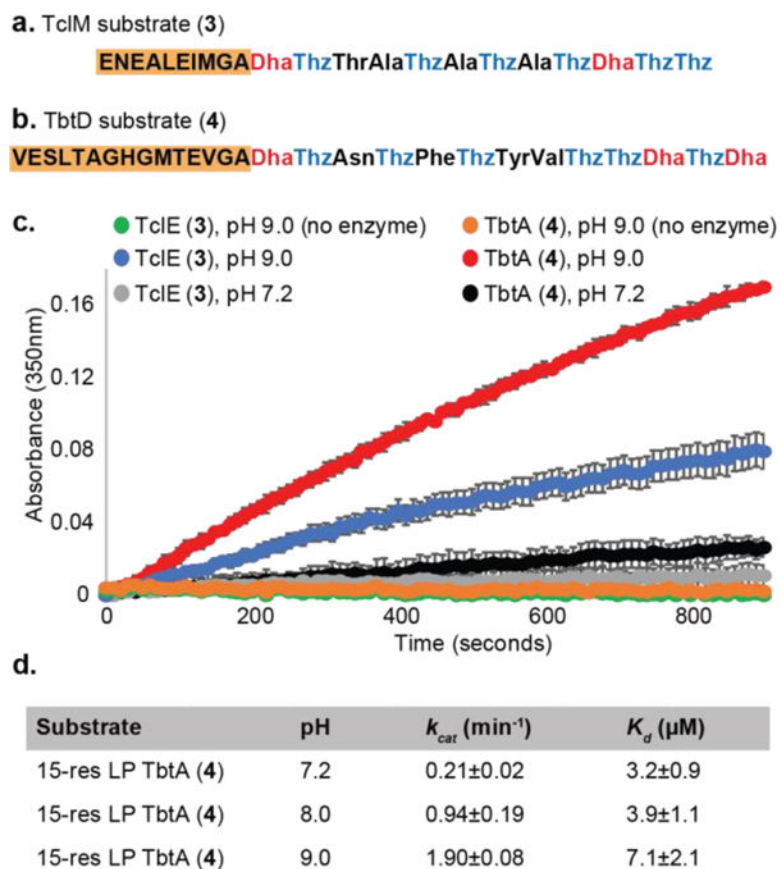 a. TclM substrate (3)
ENEALEIMGADhaThzThrAlaThzAlaThzAlaThzDhaThzThz
b. TbtD substrate (4)
VESLTAGHGMTEVGADhaThzAsnThzPheThzTyrValThzThzDhaThzDha
c.
TclE (3), pH 9.0 (no enzyme) TbtA (4), pH 9.0 (no enzyme)
TclE (3), pH 9.0 TbtA (4), pH 9.0
TclE (3), pH 7.2 TbtA (4), pH 7.2
Absorbance (350nm)
0.16
0.12
0.08
0.04
0
0 200 400 600 800
Time (seconds)
d.
Substrate pH kcat (min⁻¹) Kd (µM)
15-res LP TbtA (4) 7.2 0.21±0.02 3.2±0.9
15-res LP TbtA (4) 8.0 0.94±0.19 3.9±1.1
15-res LP TbtA (4) 9.0 1.90±0.08 7.1±2.1